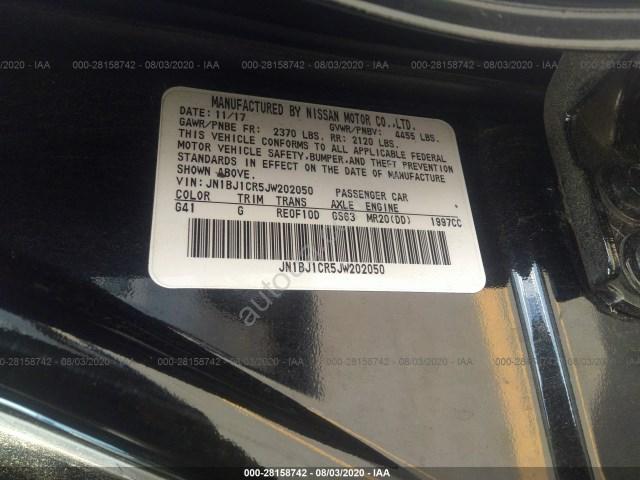 000-28158742 / 08/03/2020 - IAA
MANUFACTURED BY NISSAN MOTOR CO.,LTD.
DATE: 11/17 GVWR/PNBV: 4455 LBS.
GAWR/PNBE FR: 2370 LBS. RR: 2120 LBS.
THIS VEHICLE CONFORMS TO ALL APPLICABLE FEDERAL
MOTOR VEHICLE SAFETY,BUMPER,AND THEFT PREVENTION
STANDARDS IN EFFECT ON THE DATE OF MANUFACTURE
SHOWN ABOVE.
VIN: JN1BJ1CR5JW202050 PASSENGER CAR
COLOR TRIM TRANS AXLE ENGINE
G41 G RE0F10D GS63 MR20(DD) 1997CC
JN1BJ1CR5JW202050
000-28158742 / 08/03/2020 - IAA
000-28158742 / 08/03/2020 - IAA